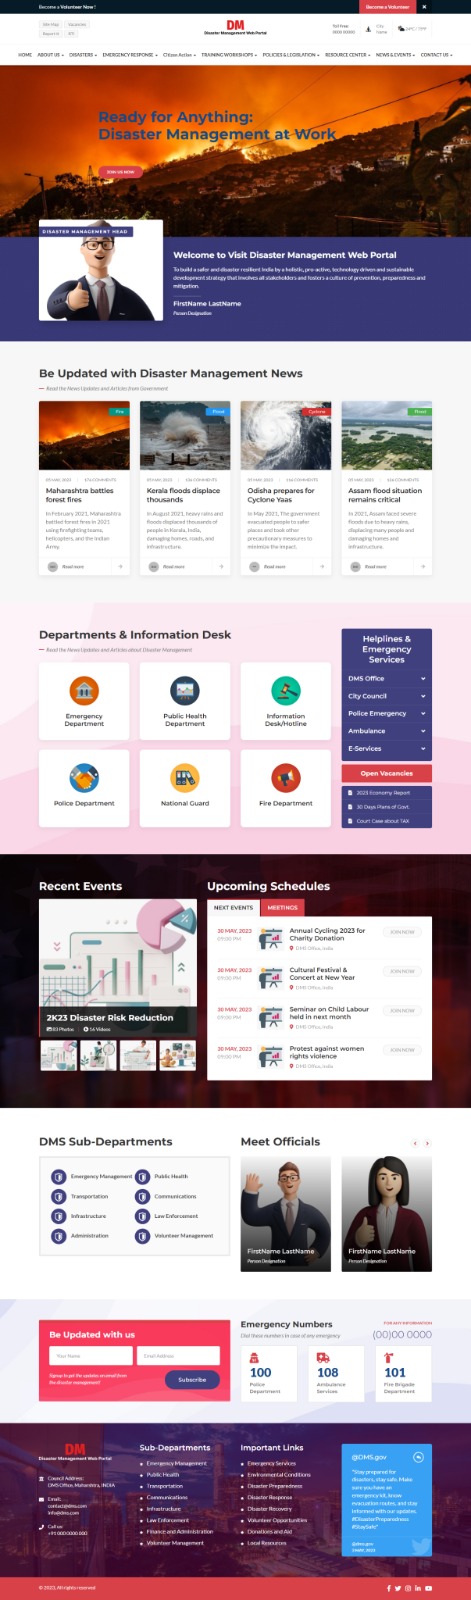 Become a Volunteer Now !
Become a Volunteer
Site Map
Vacancies
Report It
RTI
DM
Disaster Management Web Portal
Toll Free
0000 00000
City
Name
HOME
ABOUT US
DISASTERS
EMERGENCY RESPONSE
Citizen Action
TRAINING WORKSHOPS
POLICIES & LEGISLATION
RESOURCE CENTER
NEWS & EVENTS
CONTACT US
Ready for Anything:
Disaster Management at Work
JOIN US NOW
DISASTER MANAGEMENT HEAD
Welcome to Visit Disaster Management Web Portal
To build a safer and disaster resilient India by a holistic, pro-active, technology driven and sustainable
development strategy that involves all stakeholders and fosters a culture of prevention, preparedness and
mitigation.
FirstName LastName
Person Designation
Be Updated with Disaster Management News
Read the News Updates and Articles from Government
Fire
05 MAY, 2023
COMMENTS
Maharashtra battles
forest fires
In February 2021, Maharashtra
battled forest fires in 2021
using firefighting teams,
helicopters, and the Indian
Army.
Read more
Flood
05 MAY, 2023
COMMENTS
Kerala floods displace
thousands
In August 2021, heavy rains and
floods displaced thousands of
people in Kerala, India,
damaging homes, roads, and
infrastructure.
Read more
Cyclone
05 MAY, 2023
COMMENTS
Odisha prepares for
Cyclone Yaas
In May 2021, The government
evacuated people to safer
places and took other
precautionary measures to
minimize the impact.
Read more
Flood
05 MAY, 2023
COMMENTS
Assam flood situation
remains critical
In 2021, Assam faced severe
floods due to heavy rains,
displacing many people and
damaging homes and
infrastructure.
Read more
Departments & Information Desk
Read the News Updates and Articles about Disaster Management
Emergency
Department
Public Health
Department
Information
Desk/Hotline
Police Department
National Guard
Fire Department
Helplines &
Emergency
Services
DMS Office
City Council
Police Emergency
Ambulance
E-Services
Open Vacancies
2023 Economy Report
30 Days Plans of Govt.
Court Case about TAX
Recent Events
2K23 Disaster Risk Reduction
83 Photos
16 Videos
Upcoming Schedules
NEXT EVENTS
MEETINGS
30 MAY, 2023
09:00 PM
Annual Cycling 2023 for
Charity Donation
DMS Office, India
JOIN NOW
30 MAY, 2023
09:00 PM
Cultural Festival &
Concert at New Year
DMS Office, India
JOIN NOW
30 MAY, 2023
09:00 PM
Seminar on Child Labour
held in next month
DMS Office, India
JOIN NOW
30 MAY, 2023
09:00 PM
Protest against women
rights violence
DMS Office, India
JOIN NOW
DMS Sub-Departments
Emergency Management
Public Health
Transportation
Communications
Infrastructure
Law Enforcement
Administration
Volunteer Management
Meet Officials
FirstName LastName
Person Designation
FirstName LastName
Person Designation
Be Updated with us
Your Name
Email Address
Signup to get the updates on email from
the disaster management!
Subscribe
Emergency Numbers
Dial these numbers in case of any emergency
FOR ANY INFORMATION
(00)00 0000
100
Police
Department
108
Ambulance
Services
101
Fire Brigade
Department
DM
Disaster Management Web Portal
Council Address:
DMS Office, Maharashtra, INDIA
Email:
contact@dms.com
info@dms.com
Call us:
+91 0000000 000
Sub-Departments
Emergency Management
Public Health
Transportation
Communications
Infrastructure
Law Enforcement
Finance and Administration
Volunteer Management
Important Links
Emergency Services
Environmental Conditions
Disaster Preparedness
Disaster Response
Disaster Recovery
Volunteer Opportunities
Donations and Aid
Local Resources
@DMS.gov
"Stay prepared for
disasters, stay safe. Make
sure you have an
emergency kit, know
evacuation routes, and stay
informed with our updates.
#DisasterPreparedness
#StaySafe"
@dms.gov
© 2023, All rights reserved